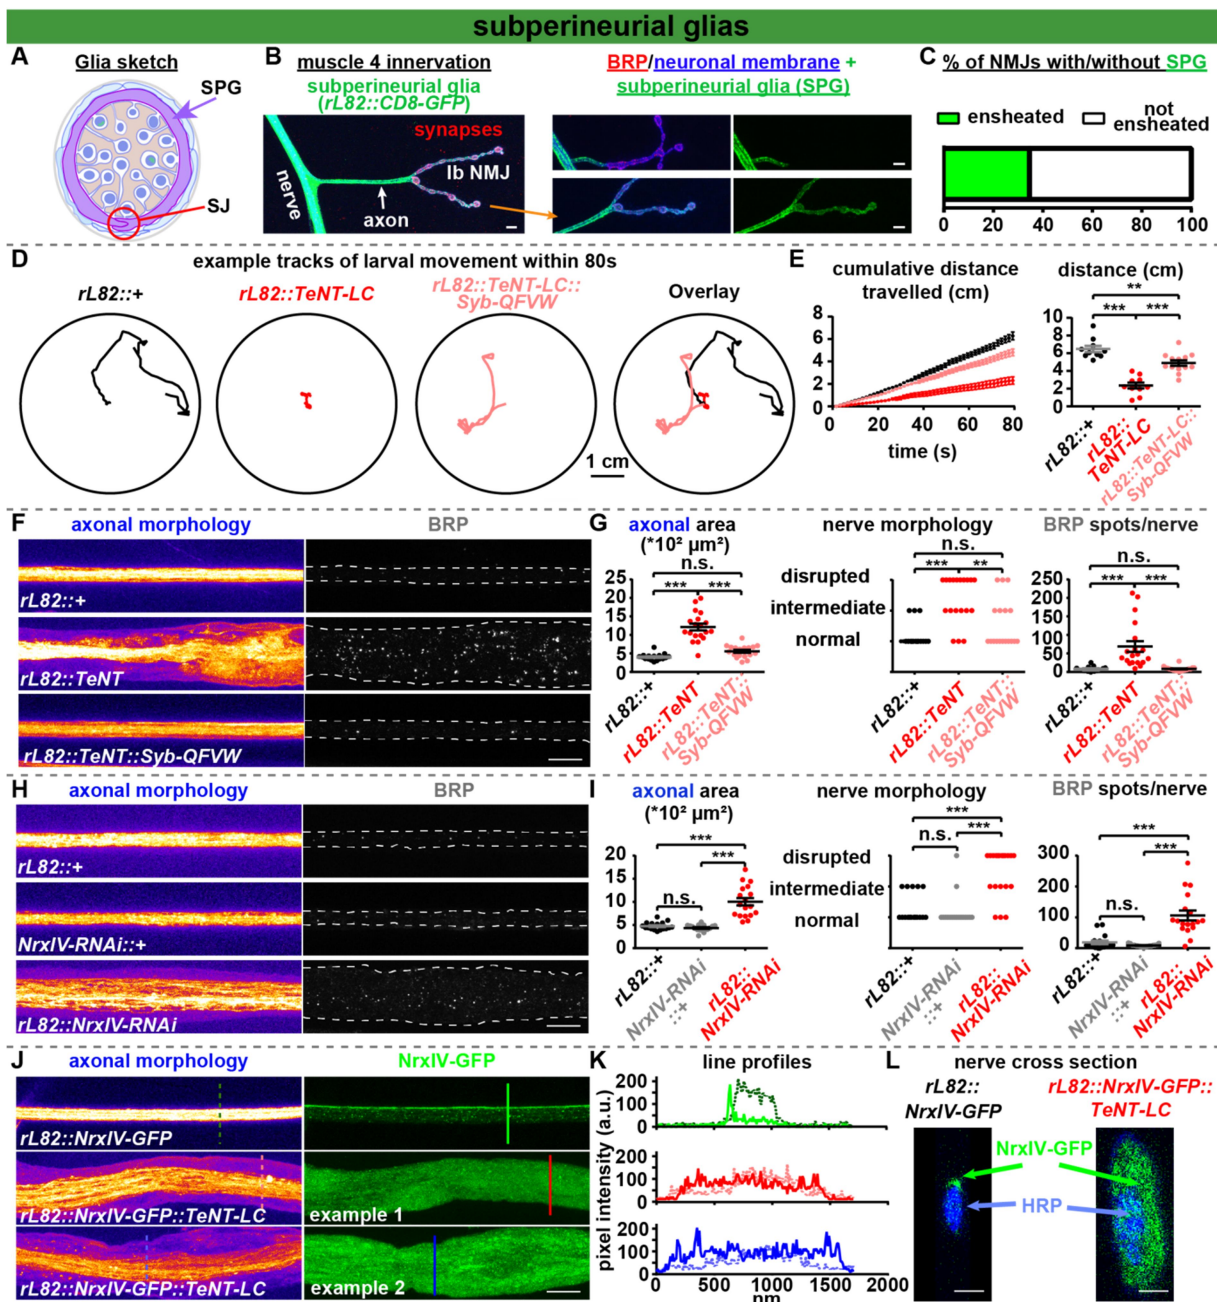 subperineurial glias
A
Glia sketch
SPG
SJ
B
muscle 4 innervation
subperineurial glia
(rL82::CD8-GFP)
synapses
Ib NMJ
nerve
axon
BRP/neuronal membrane +
subperineurial glia (SPG)
C
% of NMJs with/without SPG
ensheated
not
ensheated
0 20 40 60 80 100
D
example tracks of larval movement within 80s
rL82::+
rL82::TeNT-LC
rL82::TeNT-LC::
Syb-QFVW
Overlay
1 cm
E
cumulative distance
travelled (cm)
8
6
4
2
0
20 40 60 80
time (s)
distance (cm)
**
*** ***
10
8
6
4
2
0
rL82::+
rL82::
TeNT-LC
rL82::TeNT-LC::
Syb-QFVW
F
axonal morphology
BRP
rL82::+
rL82::TeNT
rL82::TeNT::Syb-QFVW
G
axonal area
(*10² µm²)
n.s.
*** ***
25
20
15
10
5
0
rL82::+
rL82::TeNT
rL82::TeNT::
Syb-QFVW
nerve morphology
n.s.
*** **
disrupted
intermediate
normal
rL82::+
rL82::TeNT
rL82::TeNT::
Syb-QFVW
BRP spots/nerve
n.s.
*** ***
250
200
150
100
50
0
rL82::+
rL82::TeNT
rL82::TeNT::
Syb-QFVW
H
axonal morphology
BRP
rL82::+
NrxIV-RNAi::+
rL82::NrxIV-RNAi
I
axonal area
(*10² µm²)
***
***
n.s.
20
15
10
5
0
rL82::+
NrxIV-RNAi
::+
rL82::
NrxIV-RNAi
nerve morphology
***
n.s. ***
disrupted
intermediate
normal
rL82::+
NrxIV-RNAi
::+
rL82::
NrxIV-RNAi
BRP spots/nerve
***
***
n.s.
300
200
100
0
rL82::+
NrxIV-RNAi
::+
rL82::
NrxIV-RNAi
J
axonal morphology
NrxIV-GFP
rL82::NrxIV-GFP
rL82::NrxIV-GFP::TeNT-LC
example 1
rL82::NrxIV-GFP::TeNT-LC
example 2
K
line profiles
pixel intensity (a.u.)
200
100
0
200
100
0
200
100
0
0 500 1000 1500 2000
nm
L
nerve cross section
rL82::
NrxIV-GFP
rL82::NrxIV-GFP::
TeNT-LC
NrxIV-GFP
HRP